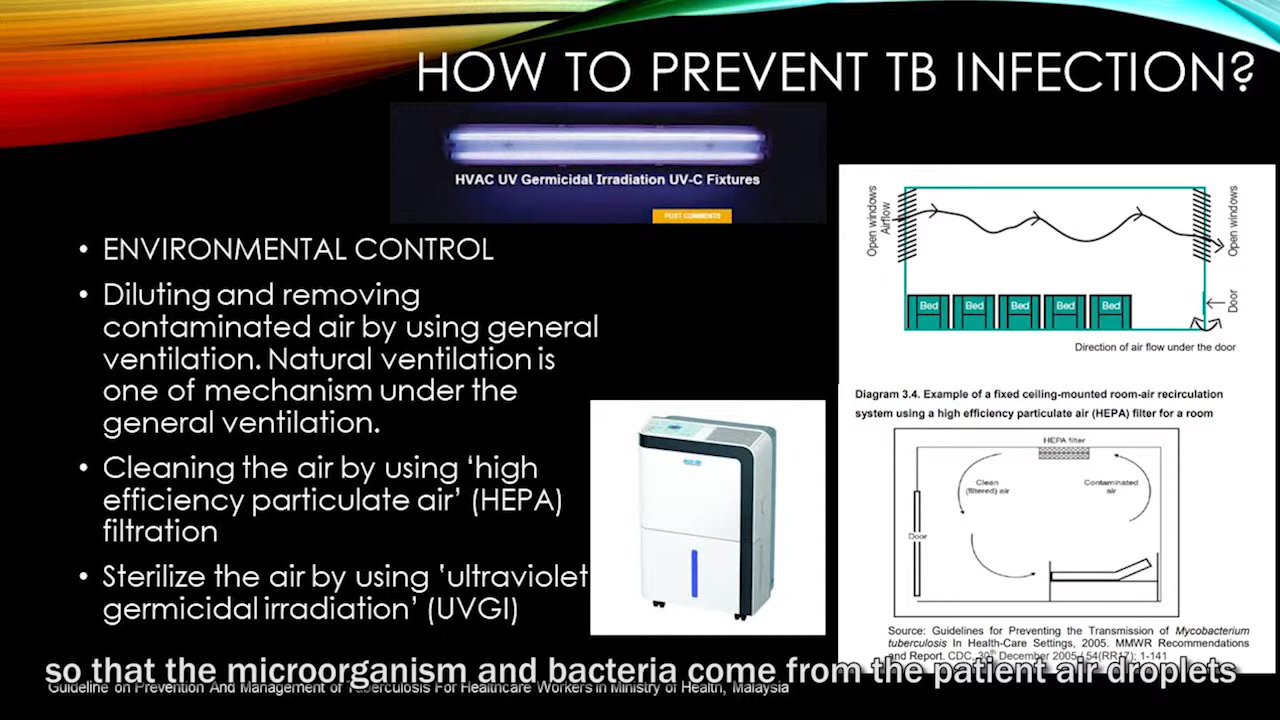 HOW TO PREVENT TB INFECTION?
HVAC UV Germicidal Irradiation UV-C Fixtures
POST COMMENTS
• ENVIRONMENTAL CONTROL
• Diluting and removing
contaminated air by using general
ventilation. Natural ventilation is
one of mechanism under the
general ventilation.
• Cleaning the air by using ‘high
efficiency particulate air’ (HEPA)
filtration
• Sterilize the air by using ‘ultraviolet
germicidal irradiation’ (UVGI)
Open windows
Airflow
Open windows
Bed Bed Bed Bed Bed
Door
Direction of air flow under the door
Diagram 3.4. Example of a fixed ceiling-mounted room-air recirculation
system using a high efficiency particulate air (HEPA) filter for a room
HEPA filter
Clean
(filtered) air
Contaminated
air
Door
Source: Guidelines for Preventing the Transmission of Mycobacterium
tuberculosis In Health-Care Settings, 2005. MMWR Recommendations
and Report. CDC, 30th December 2005;54(RR17); 1-141
so that the microorganism and bacteria come from the patient air droplets
Guideline on Prevention And Management of Tuberculosis For Healthcare Workers in Ministry of Health, Malaysia